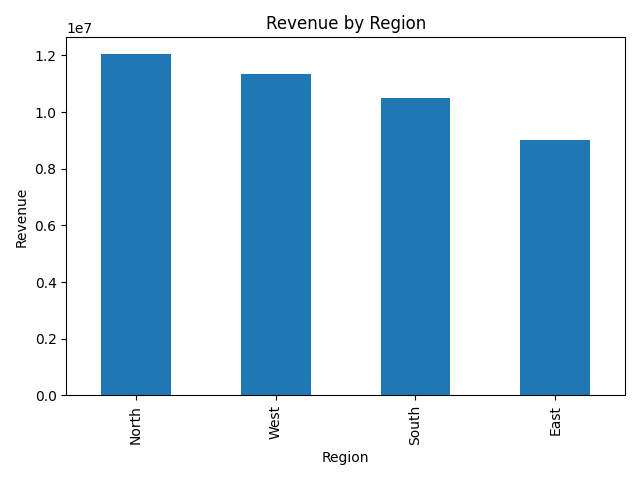 Revenue by Region
1e7
1.2
1.0
0.8
0.6
0.4
0.2
0.0
Revenue
North
West
South
East
Region